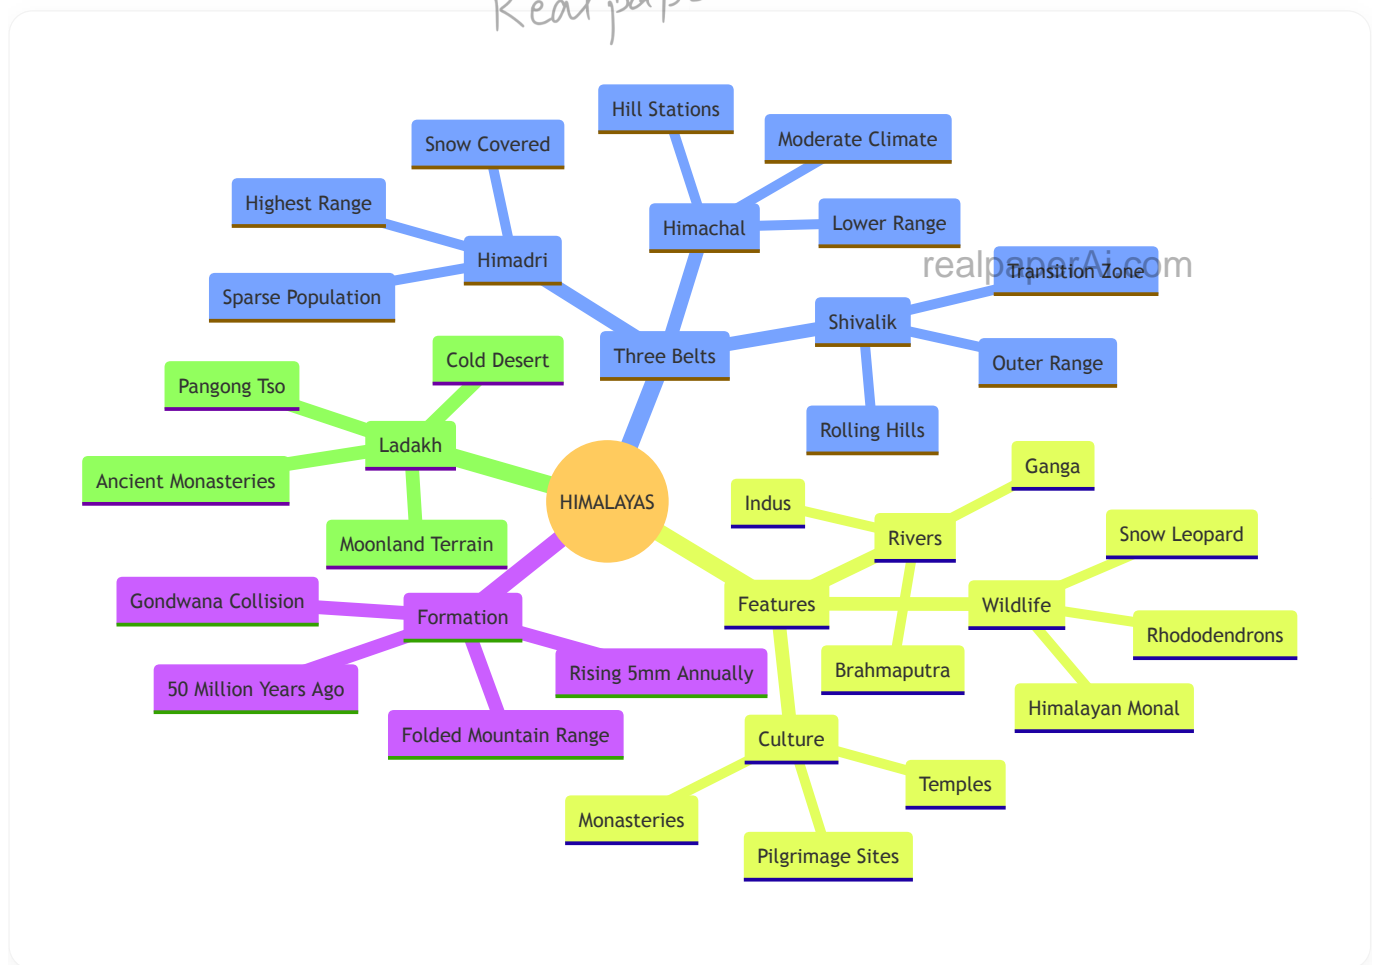 Realpape
Hill Stations
Moderate Climate
Snow Covered
Highest Range
Himachal
Lower Range
Himadri
realpaperAi.com
Transition Zone
Sparse Population
Shivalik
Three Belts
Outer Range
Cold Desert
Pangong Tso
Rolling Hills
Ladakh
Ancient Monasteries
Ganga
HIMALAYAS
Indus
Rivers
Snow Leopard
Moonland Terrain
Gondwana Collision
Formation
Features
Wildlife
Rhododendrons
Rising 5mm Annually
Brahmaputra
50 Million Years Ago
Himalayan Monal
Folded Mountain Range
Culture
Temples
Monasteries
Pilgrimage Sites